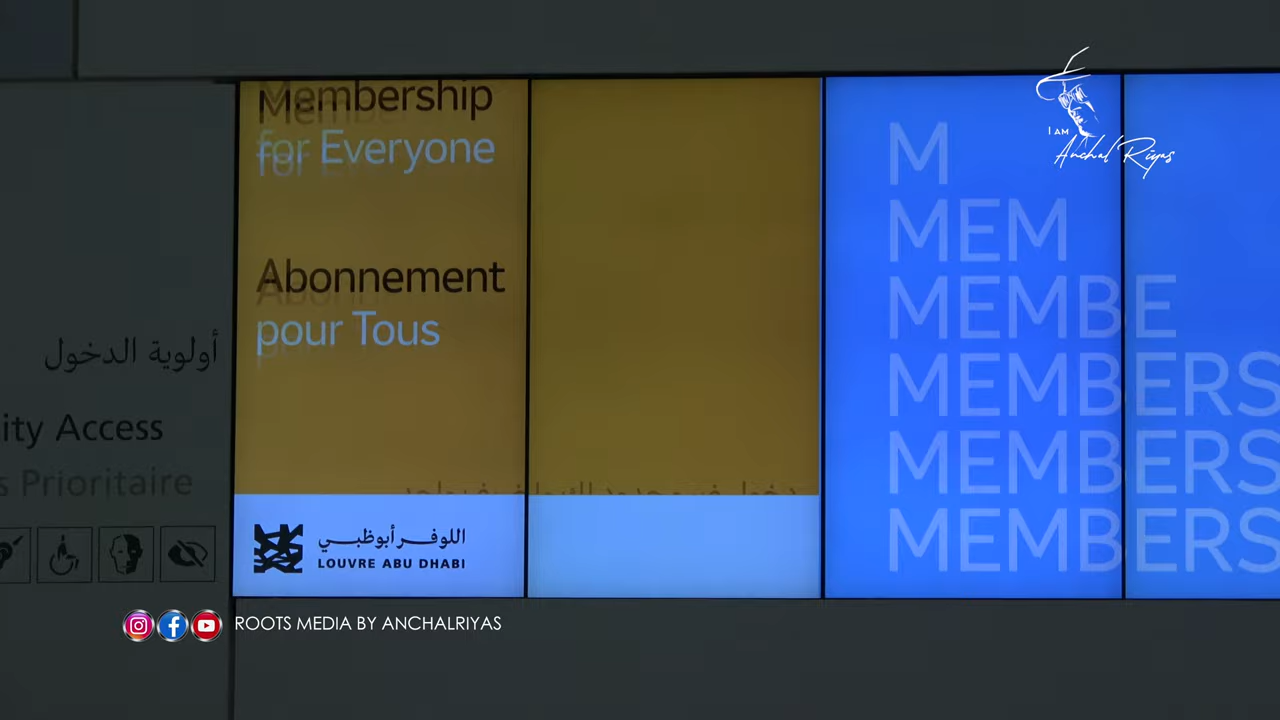 أولوية الدخول
ity Access
s Prioritaire
Membership
for Everyone
Abonnement
pour Tous
اللوفر أبوظبي
LOUVRE ABU DHABI
M
MEM
MEMBE
MEMBERS
MEMBERS
MEMBERS
I AM
Anchal Riyas
ROOTS MEDIA BY ANCHALRIYAS